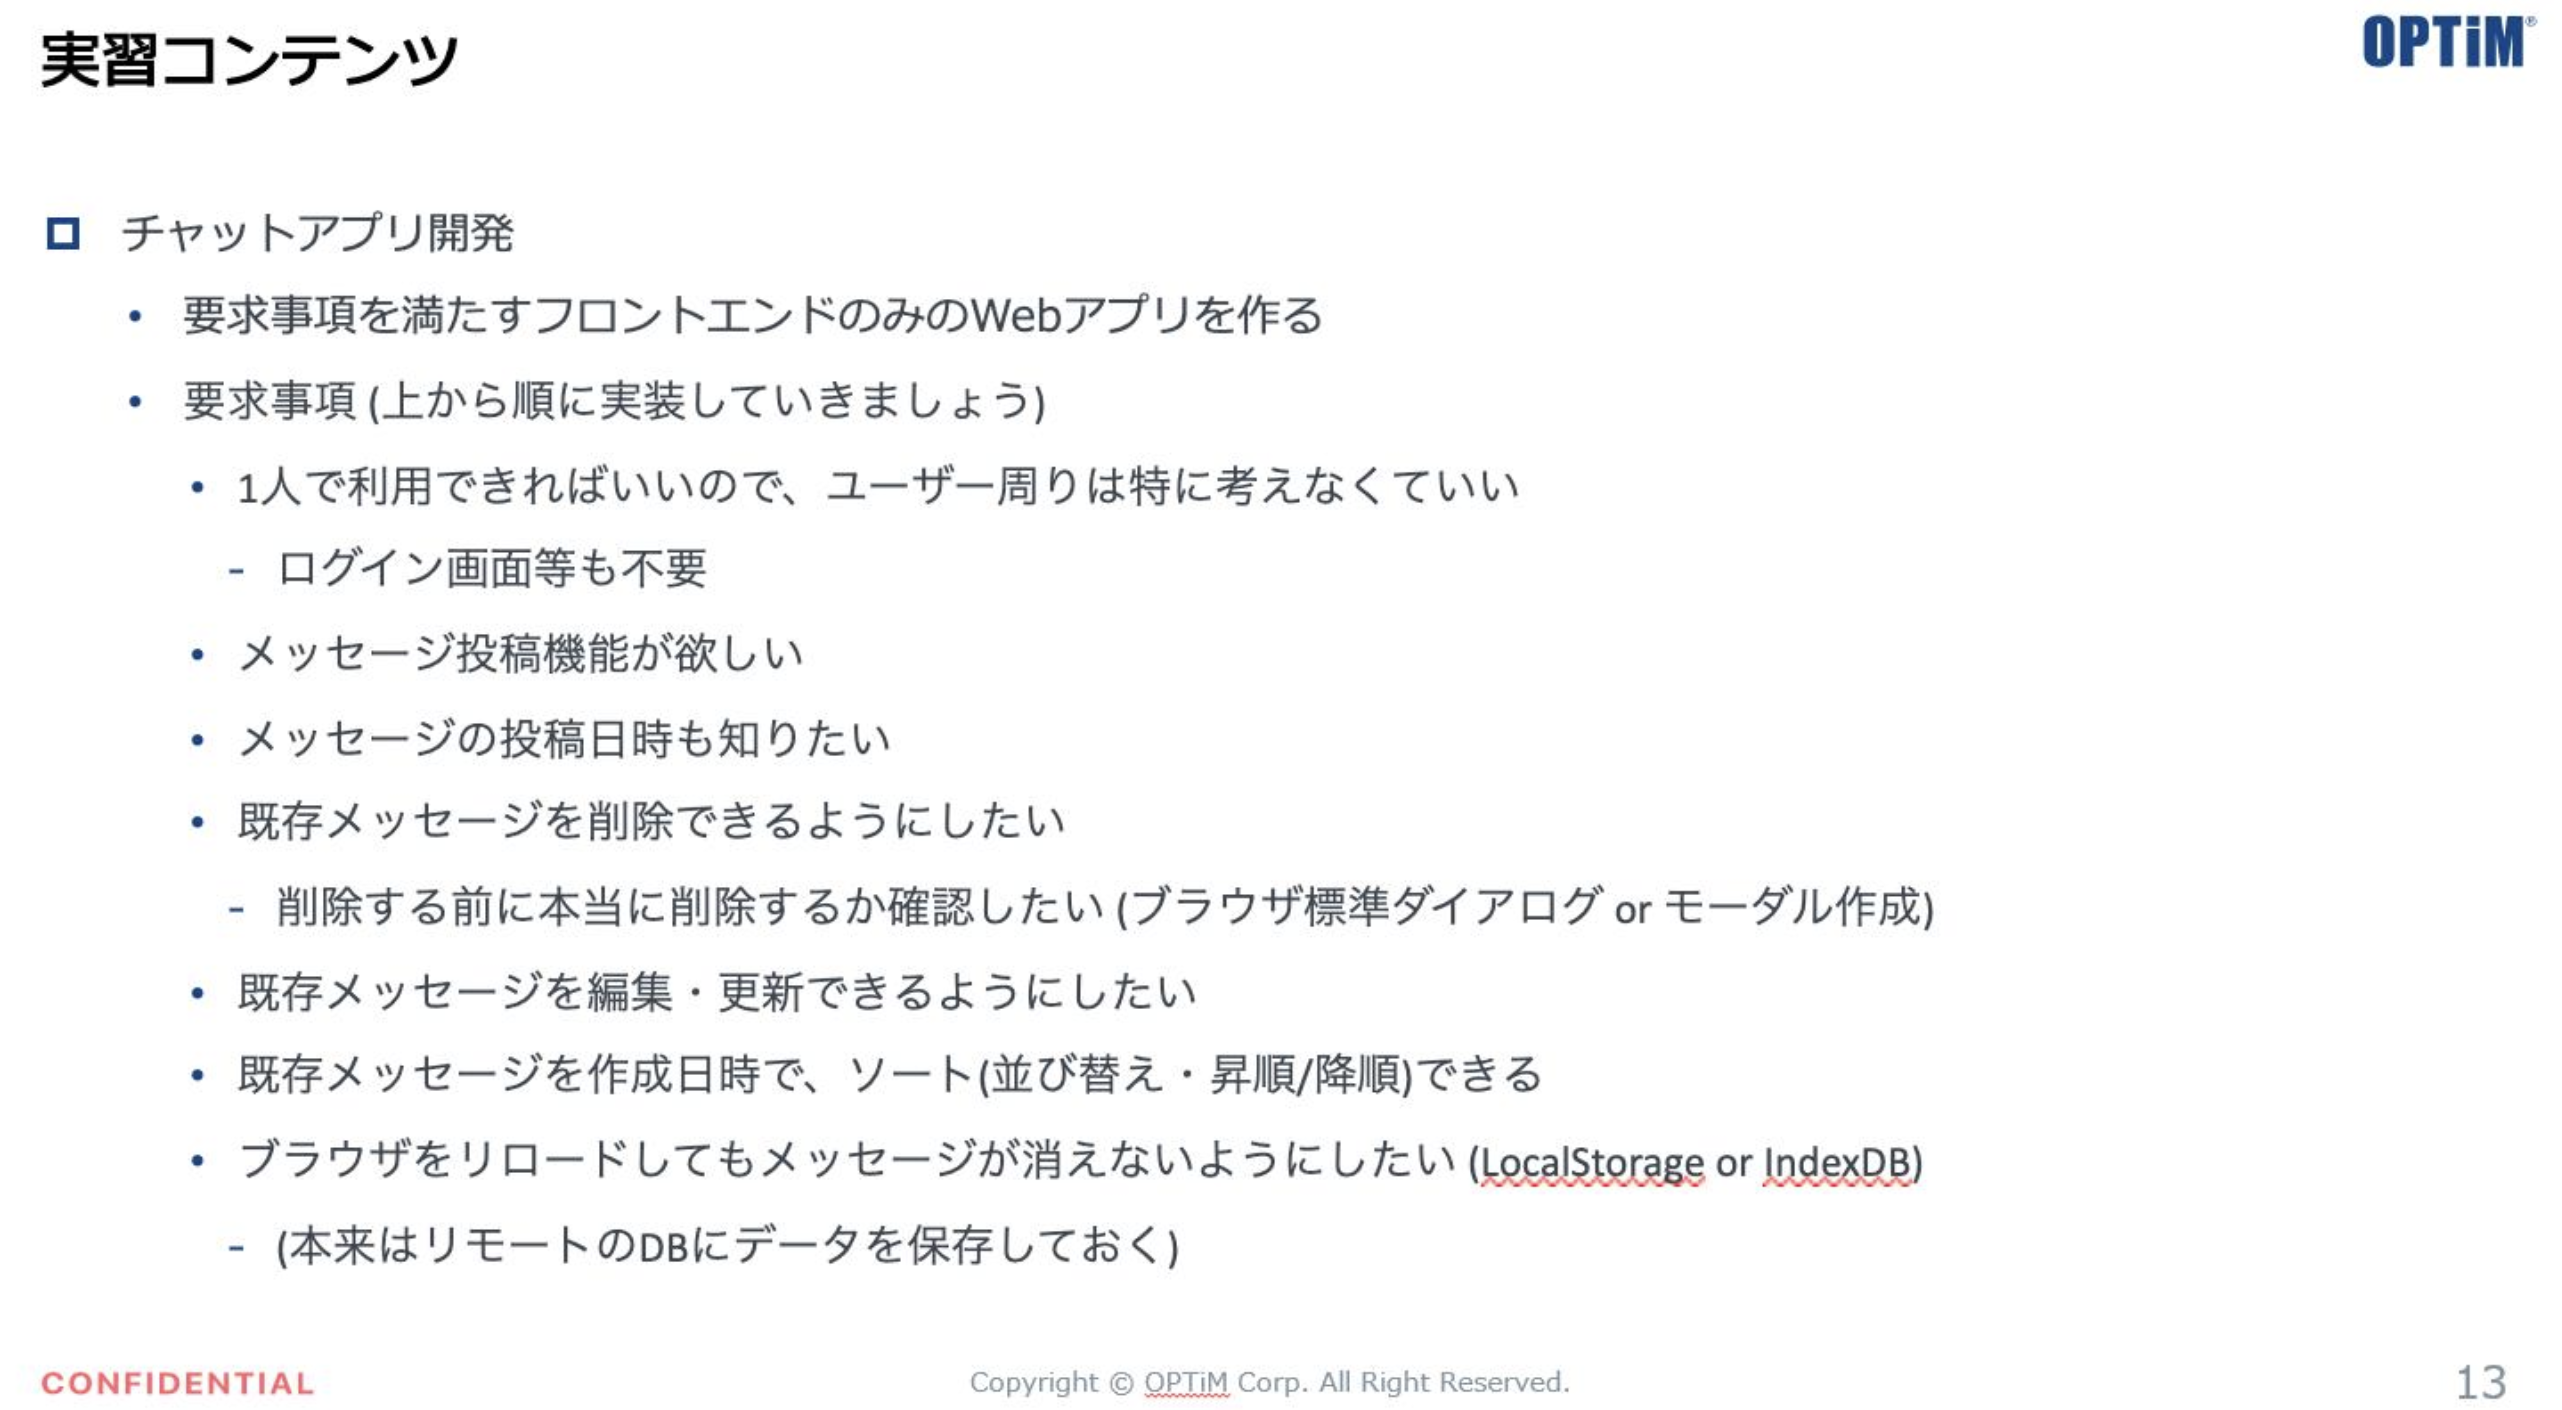 実習コンテンツ
OPTiM®
チャットアプリ開発
• 要求事項を満たすフロントエンドのみのWebアプリを作る
• 要求事項 (上から順に実装していきましょう)
• 1人で利用できればいいので、ユーザー周りは特に考えなくていい
- ログイン画面等も不要
• メッセージ投稿機能が欲しい
• メッセージの投稿日時も知りたい
• 既存メッセージを削除できるようにしたい
- 削除する前に本当に削除するか確認したい (ブラウザ標準ダイアログ or モーダル作成)
• 既存メッセージを編集・更新できるようにしたい
• 既存メッセージを作成日時で、ソート(並び替え・昇順/降順)できる
• ブラウザをリロードしてもメッセージが消えないようにしたい (LocalStorage or IndexDB)
- (本来はリモートのDBにデータを保存しておく)
CONFIDENTIAL
Copyright © OPTiM Corp. All Right Reserved.
13